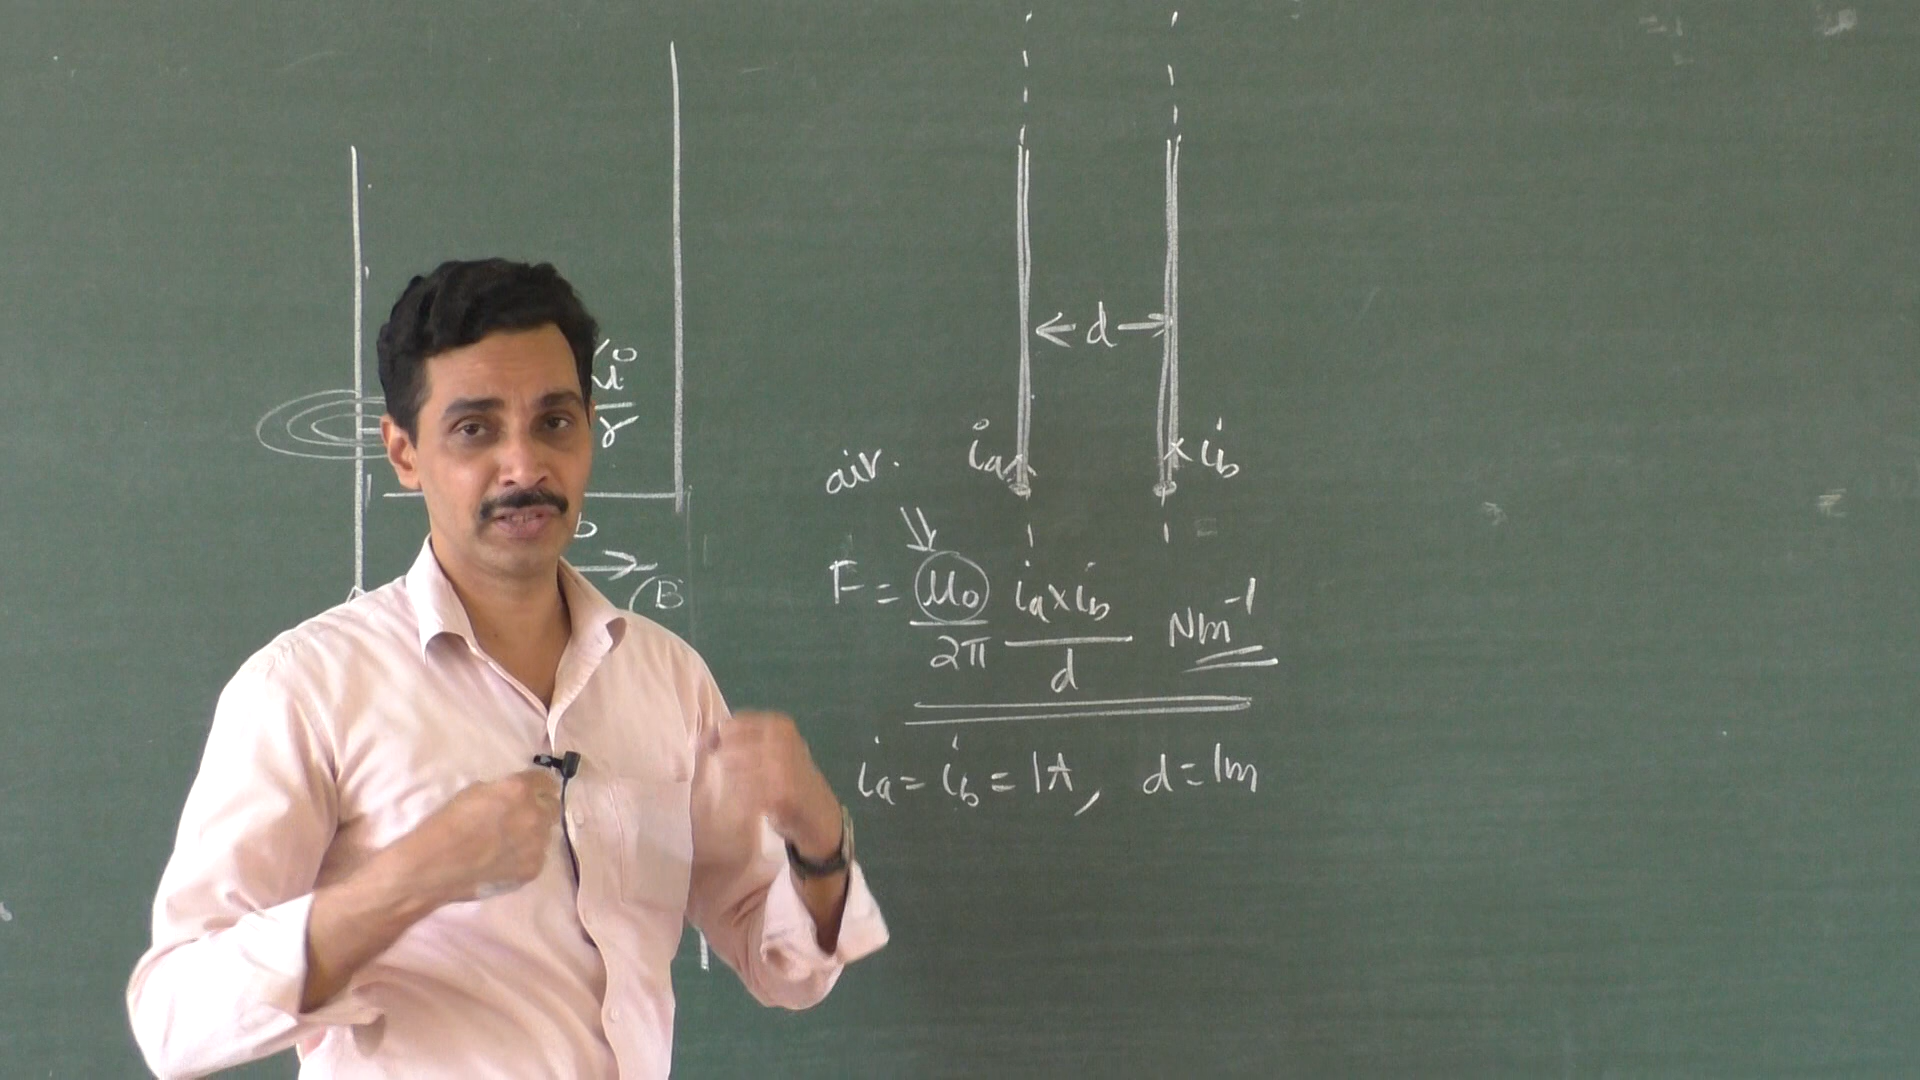 i
r
B
d
air. ia ib
F = μ0 ia×ib Nm⁻¹
2π d
ia = ib = 1A, d = 1m